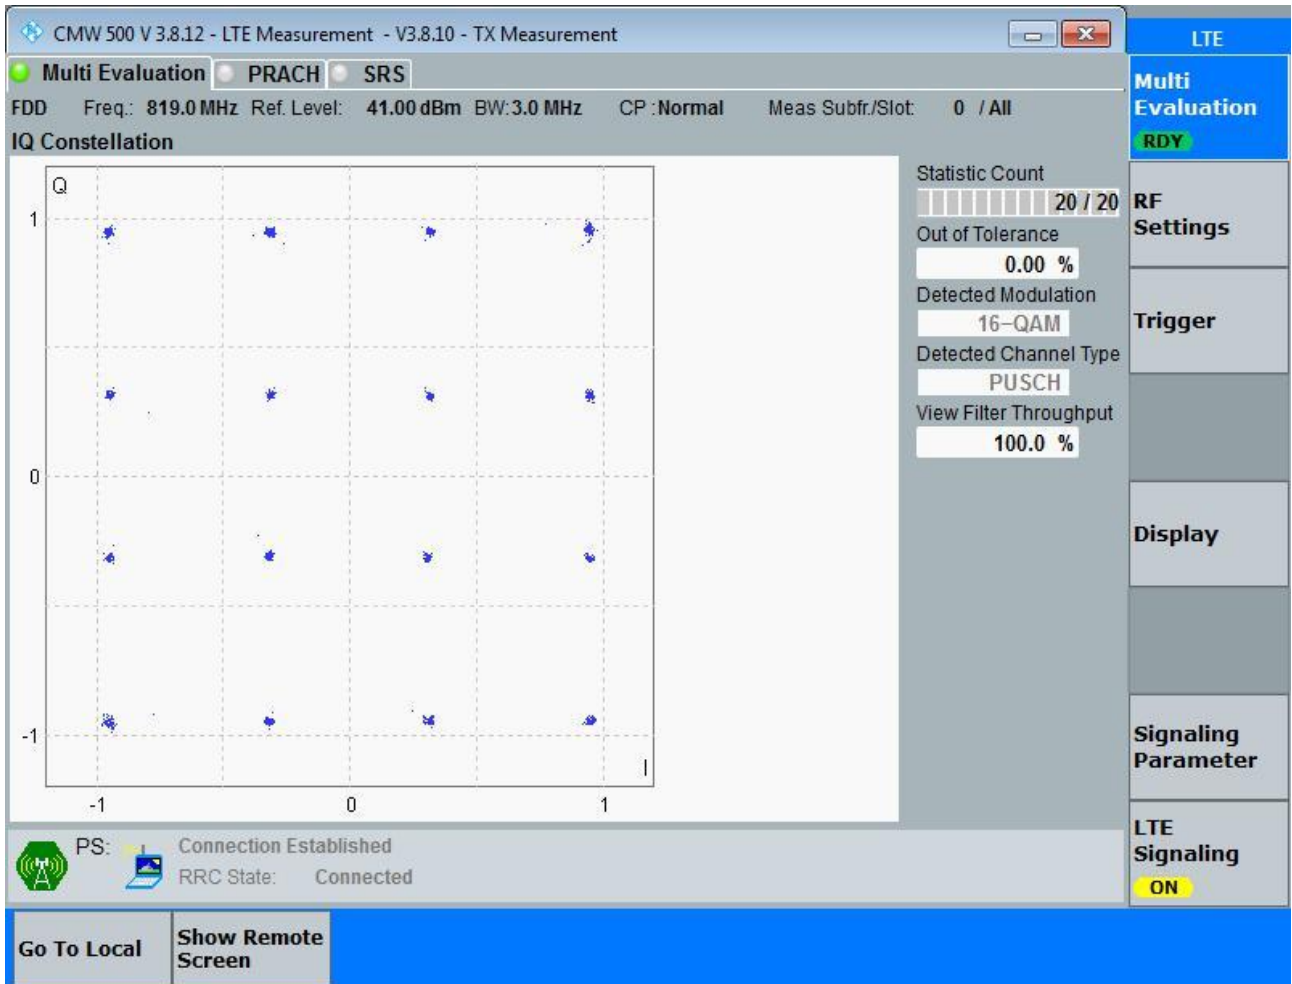 CMW 500 V 3.8.12 - LTE Measurement - V3.8.10 - TX Measurement
LTE
Multi Evaluation PRACH SRS
FDD Freq.: 819.0 MHz Ref. Level: 41.00 dBm BW: 3.0 MHz CP : Normal Meas Subfr./Slot: 0 / All
IQ Constellation
Q
1
0
-1
I
-1 0 1
Statistic Count
20 / 20
Out of Tolerance
0.00 %
Detected Modulation
16-QAM
Detected Channel Type
PUSCH
View Filter Throughput
100.0 %
Multi
Evaluation
RDY
RF
Settings
Trigger
Display
Signaling
Parameter
LTE
Signaling
ON
PS: Connection Established
RRC State: Connected
Go To Local
Show Remote
Screen